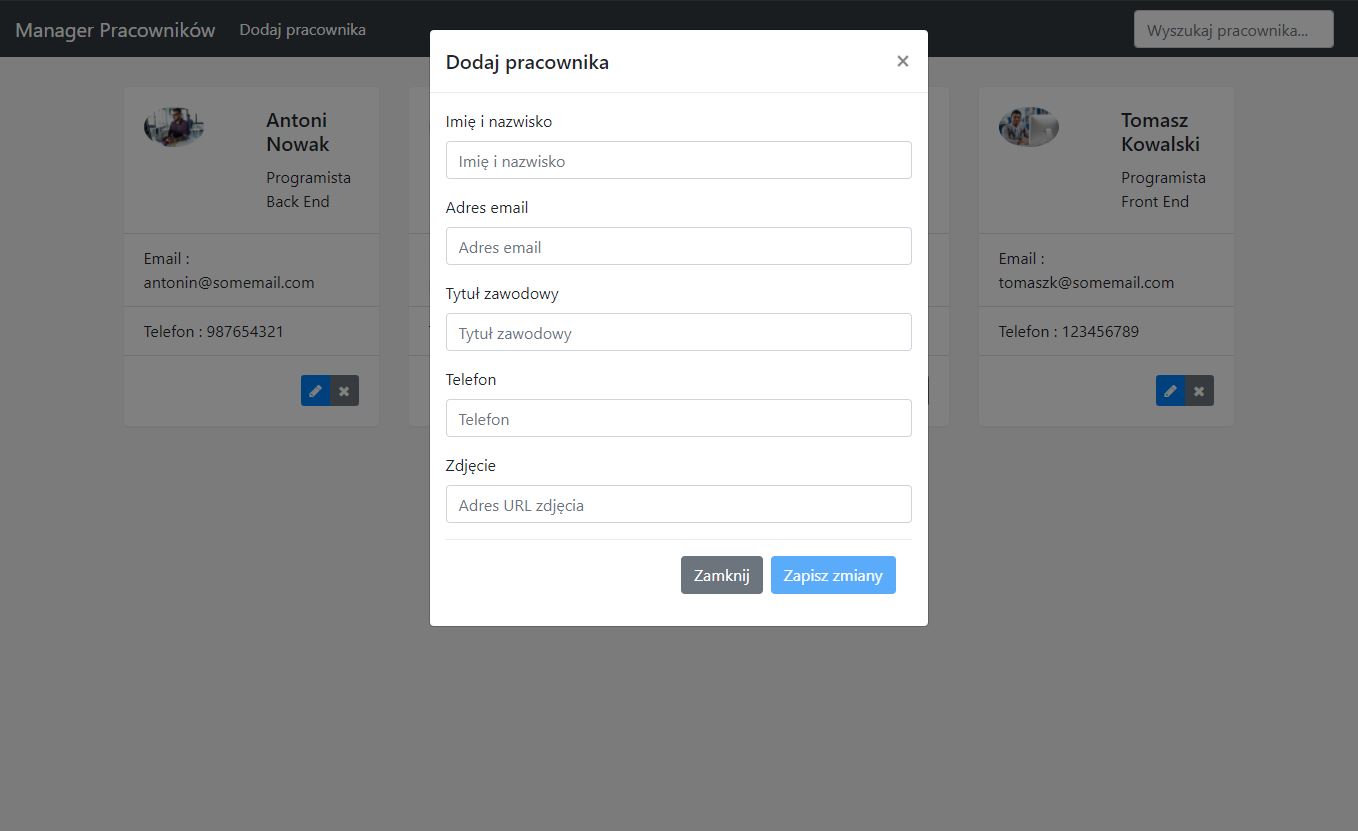 Manager Pracowników
Dodaj pracownika
Wyszukaj pracownika...
Dodaj pracownika
×
Imię i nazwisko
Imię i nazwisko
Adres email
Adres email
Tytuł zawodowy
Tytuł zawodowy
Telefon
Telefon
Zdjęcie
Adres URL zdjęcia
Zamknij
Zapisz zmiany
Antoni
Nowak
Programista
Back End
Email :
antonin@somemail.com
Telefon : 987654321
Tomasz
Kowalski
Programista
Front End
Email :
tomaszk@somemail.com
Telefon : 123456789